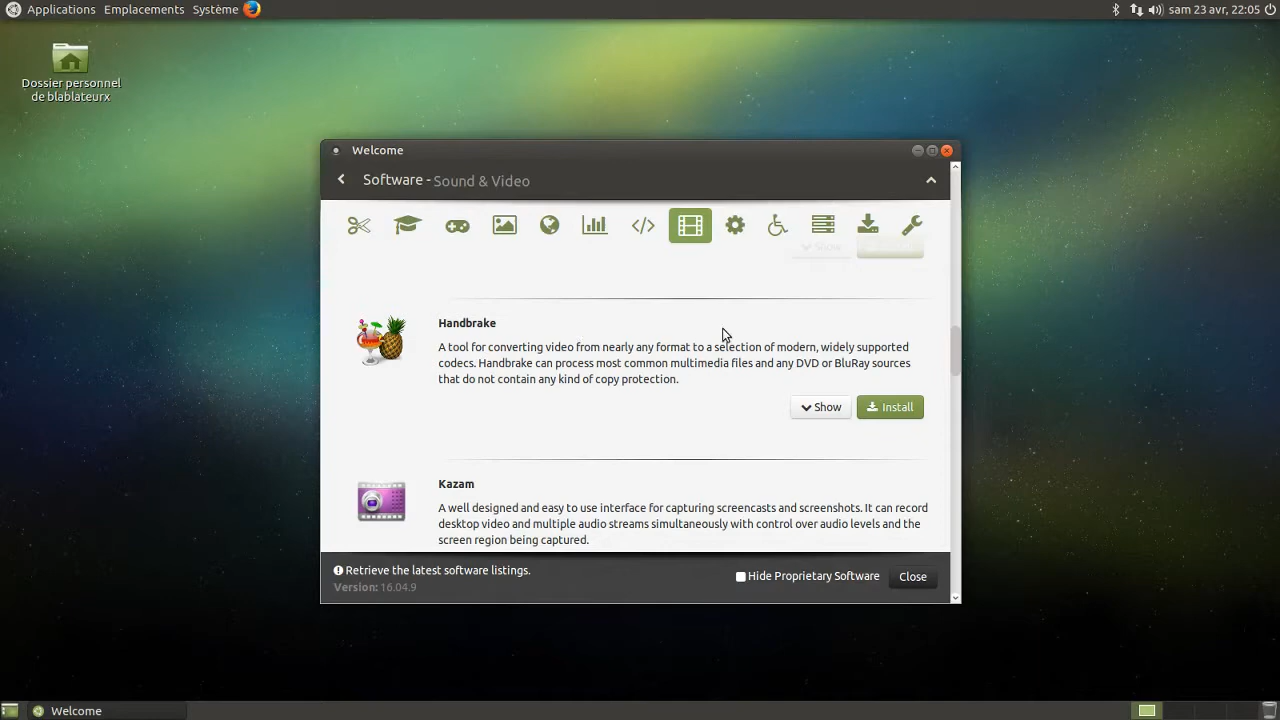 Applications Emplacements Système
sam 23 avr, 22:05
Dossier personnel
de blablateurx
Welcome
Software - Sound & Video
Show
Handbrake
A tool for converting video from nearly any format to a selection of modern, widely supported
codecs. Handbrake can process most common multimedia files and any DVD or BluRay sources
that do not contain any kind of copy protection.
Show Install
Kazam
A well designed and easy to use interface for capturing screencasts and screenshots. It can record
desktop video and multiple audio streams simultaneously with control over audio levels and the
screen region being captured.
Retrieve the latest software listings.
Version: 16.04.9
Hide Proprietary Software Close
Welcome